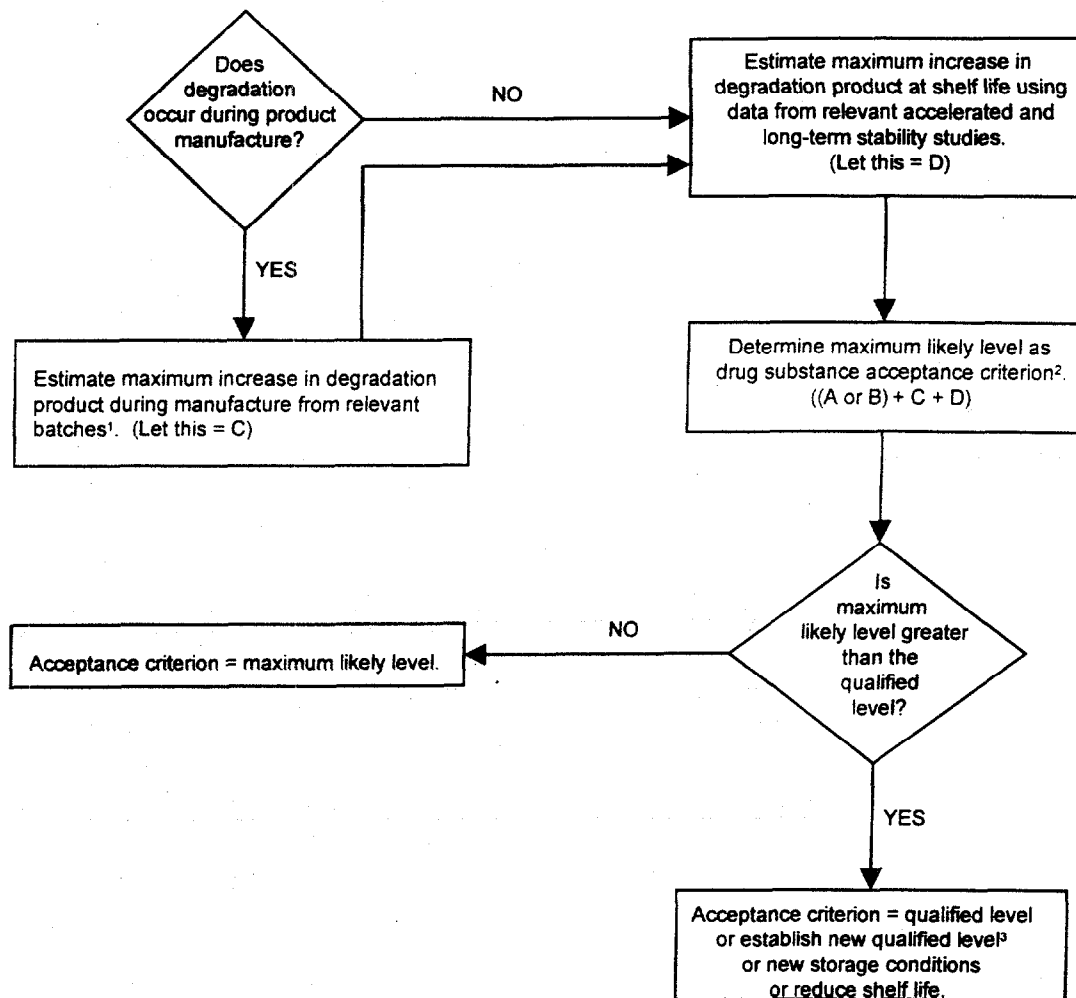 Does
degradation
occur during product
manufacture?
NO
Estimate maximum increase in
degradation product at shelf life using
data from relevant accelerated and
long-term stability studies.
(Let this = D)
YES
Estimate maximum increase in degradation
product during manufacture from relevant
batches¹. (Let this = C)
Determine maximum likely level as
drug substance acceptance criterion².
((A or B) + C + D)
Is
maximum
likely level greater
than the
qualified
level?
NO
Acceptance criterion = maximum likely level.
YES
Acceptance criterion = qualified level
or establish new qualified level³
or new storage conditions
or reduce shelf life.